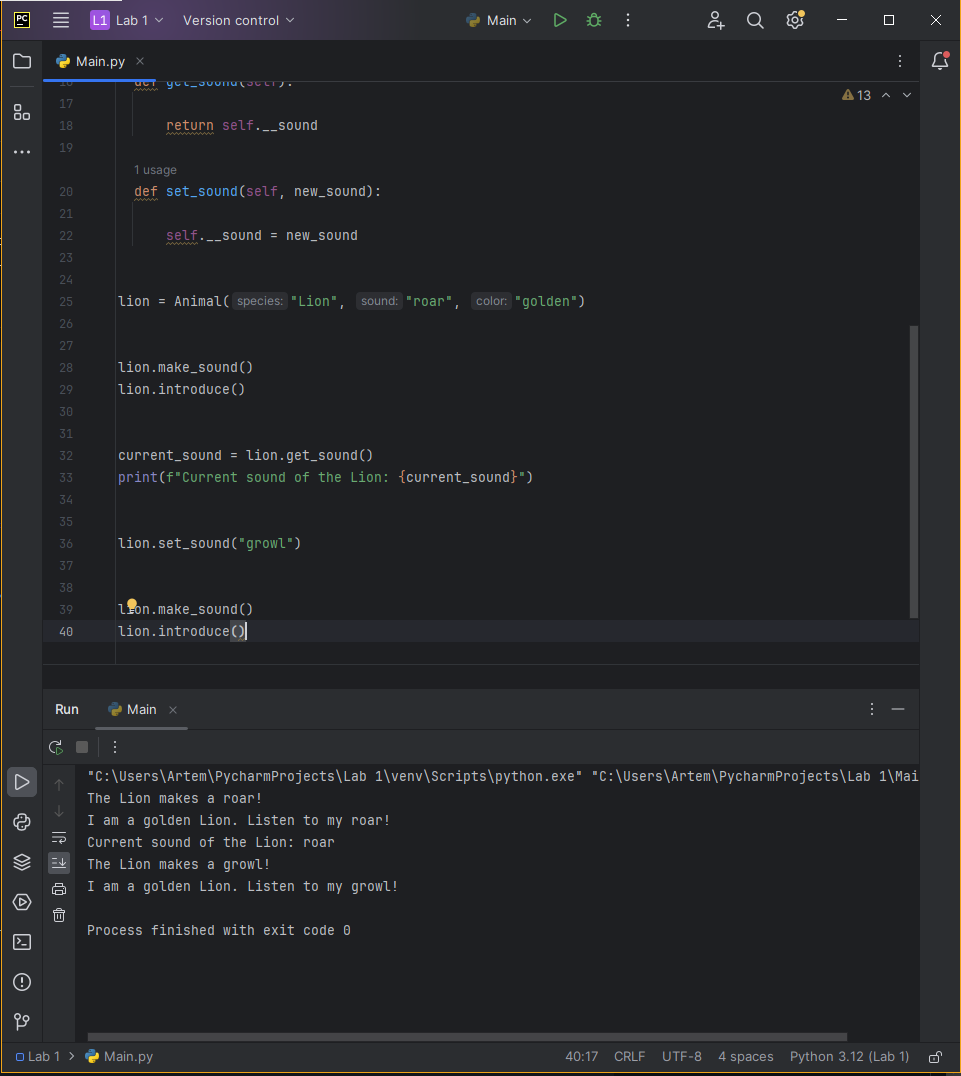 PC L1 Lab 1 Version control Main
Main.py
16 def get_sound(self):
13
17
18 return self.__sound
19
1 usage
20 def set_sound(self, new_sound):
21
22 self.__sound = new_sound
23
24
25 lion = Animal( species: "Lion", sound: "roar", color: "golden")
26
27
28 lion.make_sound()
29 lion.introduce()
30
31
32 current_sound = lion.get_sound()
33 print(f"Current sound of the Lion: {current_sound}")
34
35
36 lion.set_sound("growl")
37
38
39 lion.make_sound()
40 lion.introduce()
Run Main
"C:\Users\Artem\PycharmProjects\Lab 1\venv\Scripts\python.exe" "C:\Users\Artem\PycharmProjects\Lab 1\Mai
The Lion makes a roar!
I am a golden Lion. Listen to my roar!
Current sound of the Lion: roar
The Lion makes a growl!
I am a golden Lion. Listen to my growl!
Process finished with exit code 0
Lab 1 > Main.py 40:17 CRLF UTF-8 4 spaces Python 3.12 (Lab 1)